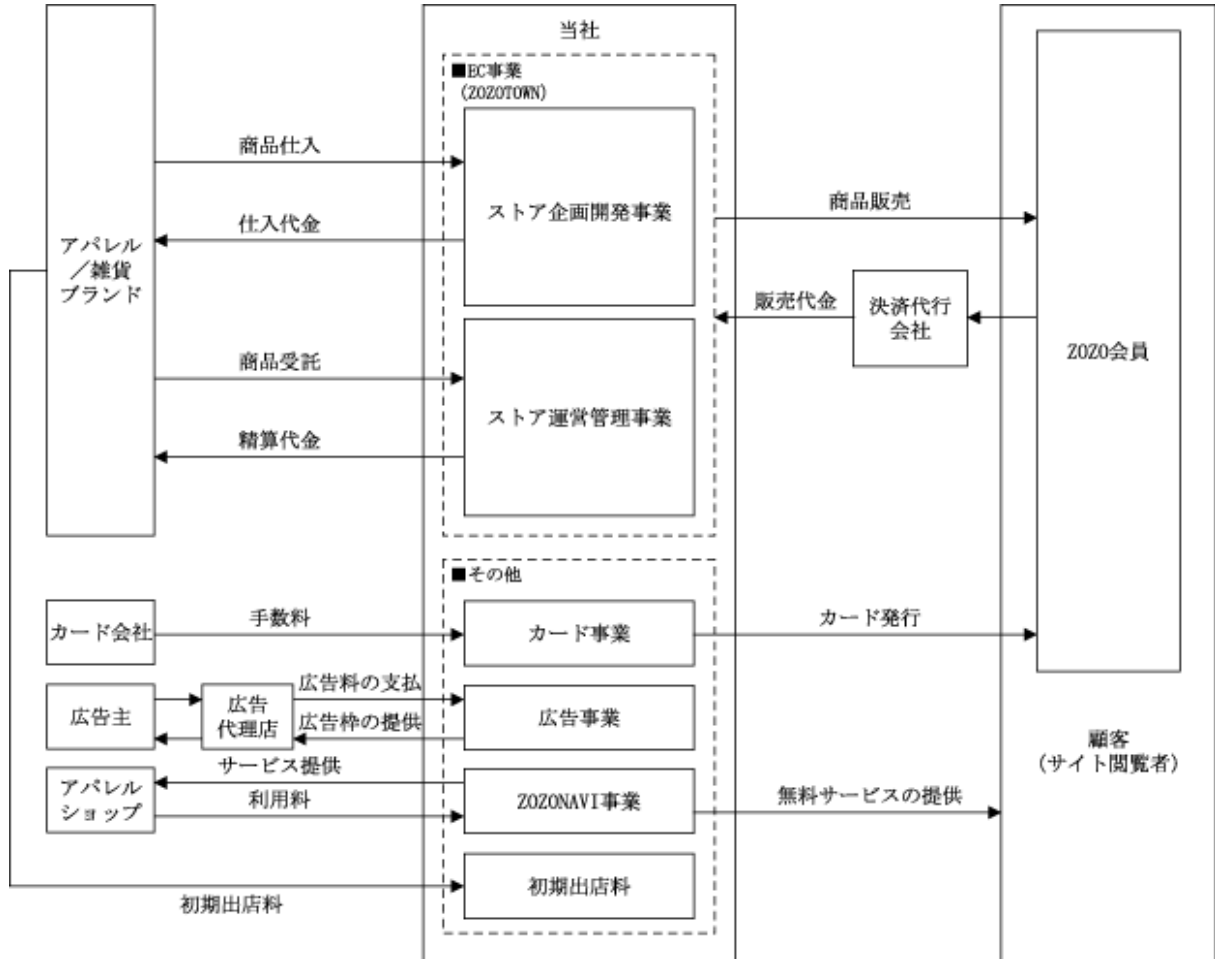 当社
■EC事業
(ZOZOTOWN)
商品仕入
ストア企画開発事業
商品販売
仕入代金
アパレル
／雑貨
ブランド
販売代金
決済代行
会社
ZOZO会員
商品受託
ストア運営管理事業
精算代金
■その他
カード会社
手数料
カード事業
カード発行
広告主
広告
代理店
広告料の支払
広告枠の提供
広告事業
顧客
(サイト閲覧者)
アパレル
ショップ
サービス提供
利用料
ZOZONAVI事業
無料サービスの提供
初期出店料
初期出店料